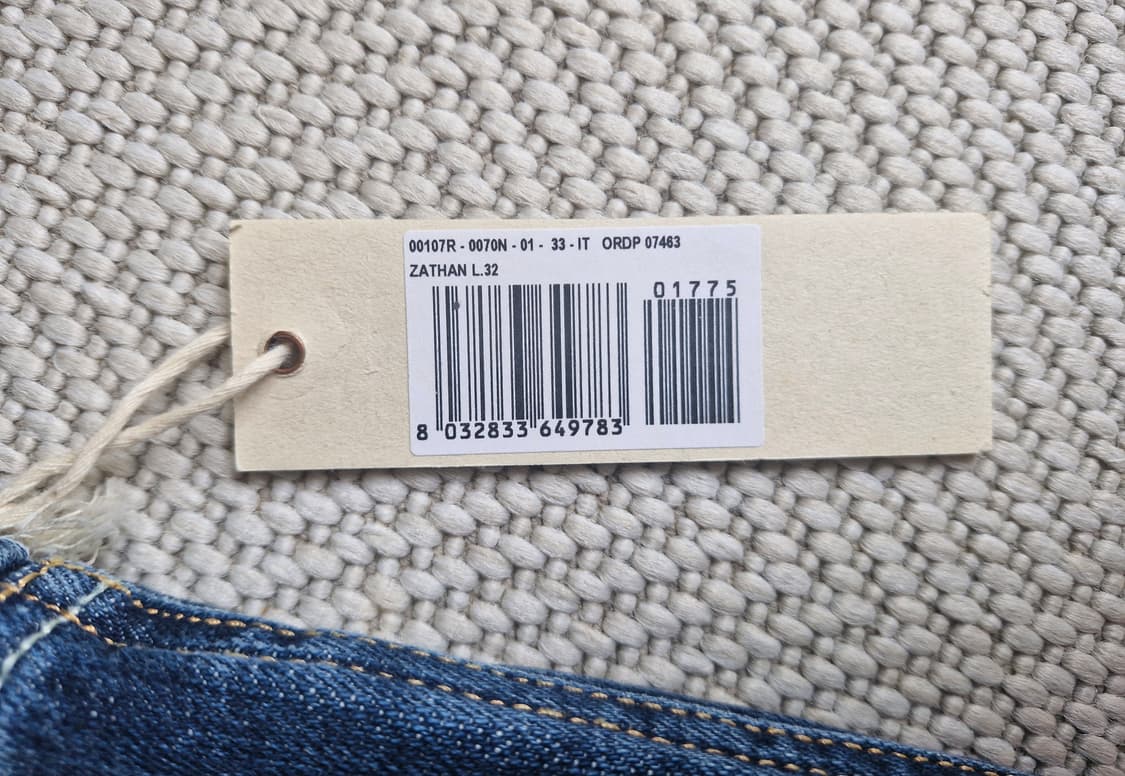 00107R - 0070N - 01 - 33 - IT ORDP 07463
ZATHAN L.32
01775
8 032833 649783